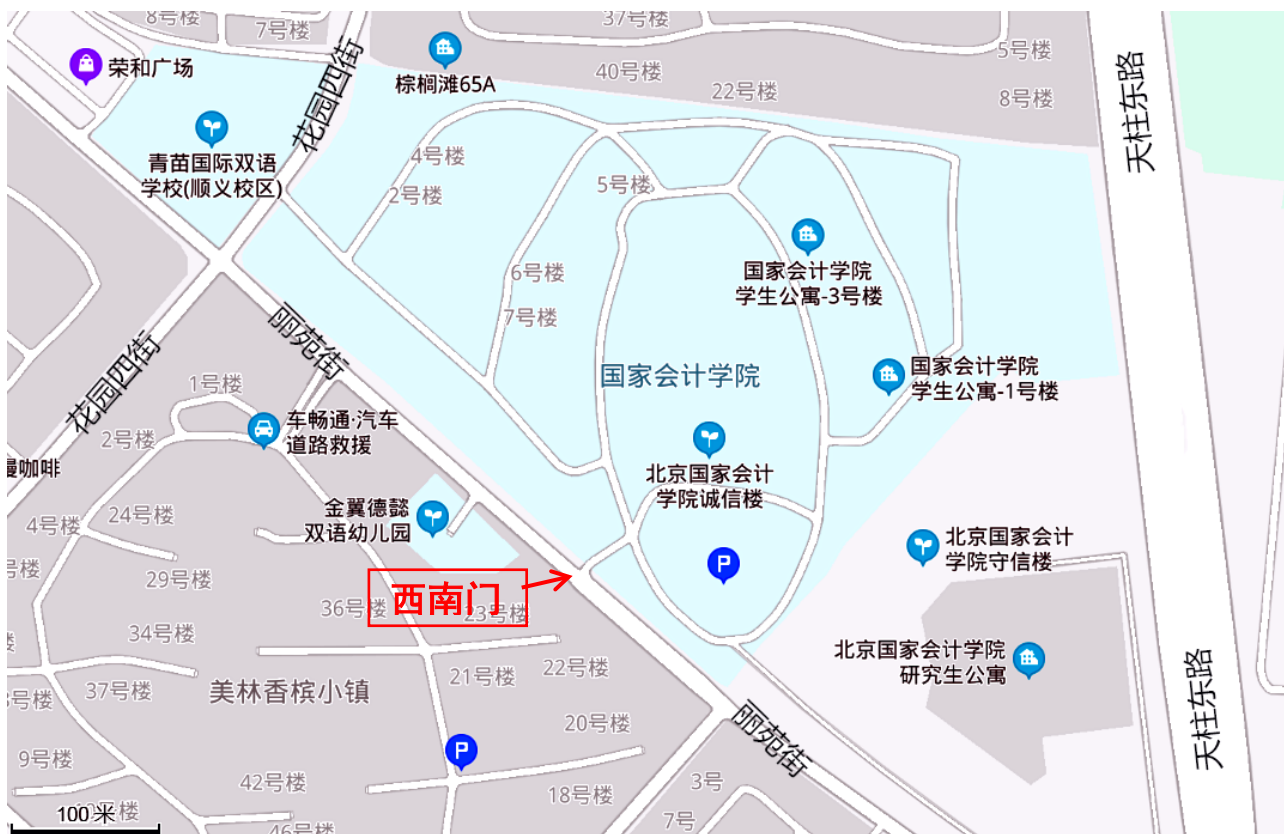 8号楼
7号楼
37号楼
5号楼
荣和广场
棕榈滩65A
40号楼
22号楼
8号楼
花园四街
天柱东路
青苗国际双语
学校(顺义校区)
4号楼
2号楼
5号楼
国家会计学院
学生公寓-3号楼
6号楼
7号楼
丽苑街
国家会计学院
国家会计学院
学生公寓-1号楼
花园四街
1号楼
车畅通·汽车
道路救援
2号楼
北京国家会计
学院诚信楼
慢咖啡
金翼德懿
双语幼儿园
24号楼
4号楼
北京国家会计
学院守信楼
P
号楼
29号楼
西南门
36号楼
23号楼
34号楼
北京国家会计学院
研究生公寓
21号楼
22号楼
37号楼
美林香槟小镇
号楼
天柱东路
丽苑街
20号楼
P
9号楼
42号楼
18号楼
3号
100米
号楼
7号
46号楼